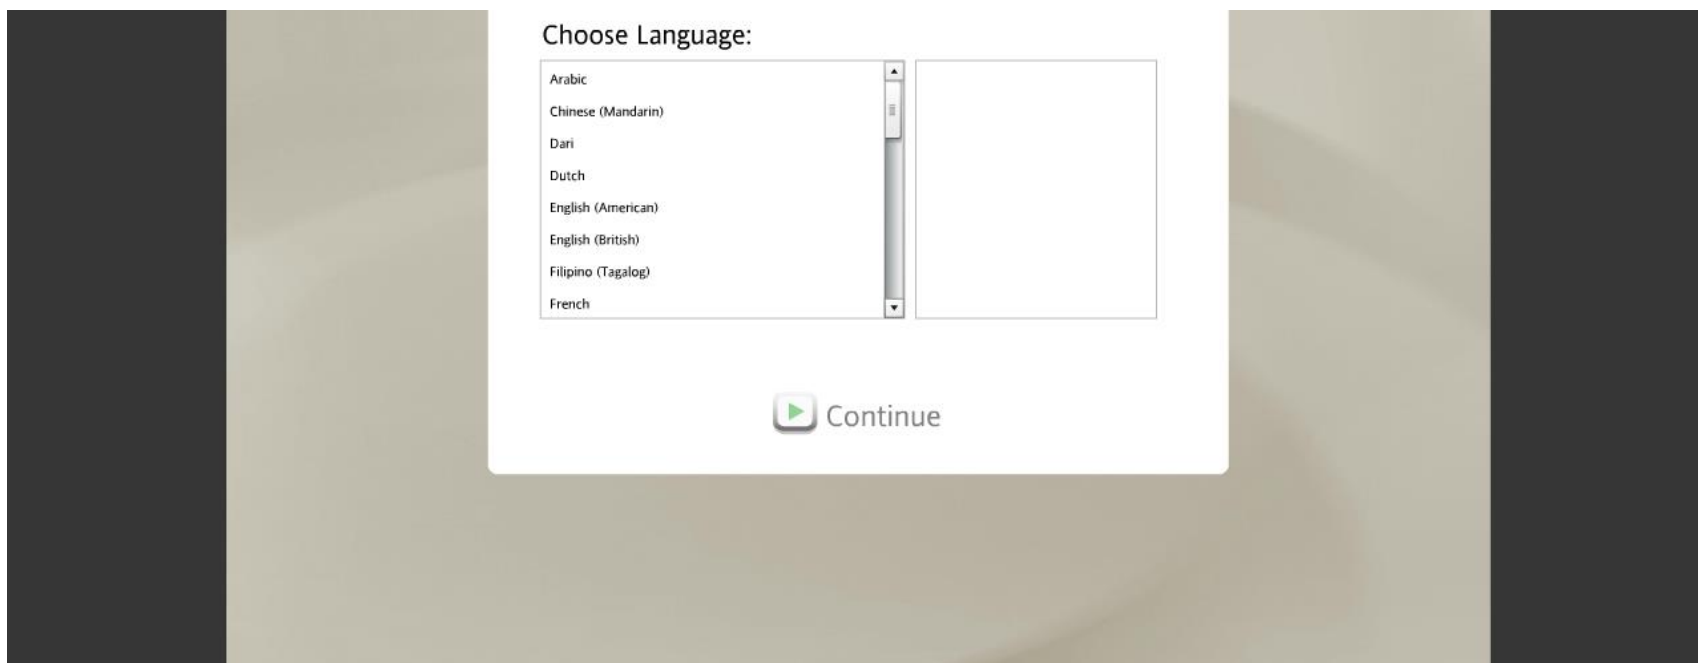 Choose Language:
Arabic
Chinese (Mandarin)
Dari
Dutch
English (American)
English (British)
Filipino (Tagalog)
French
Continue